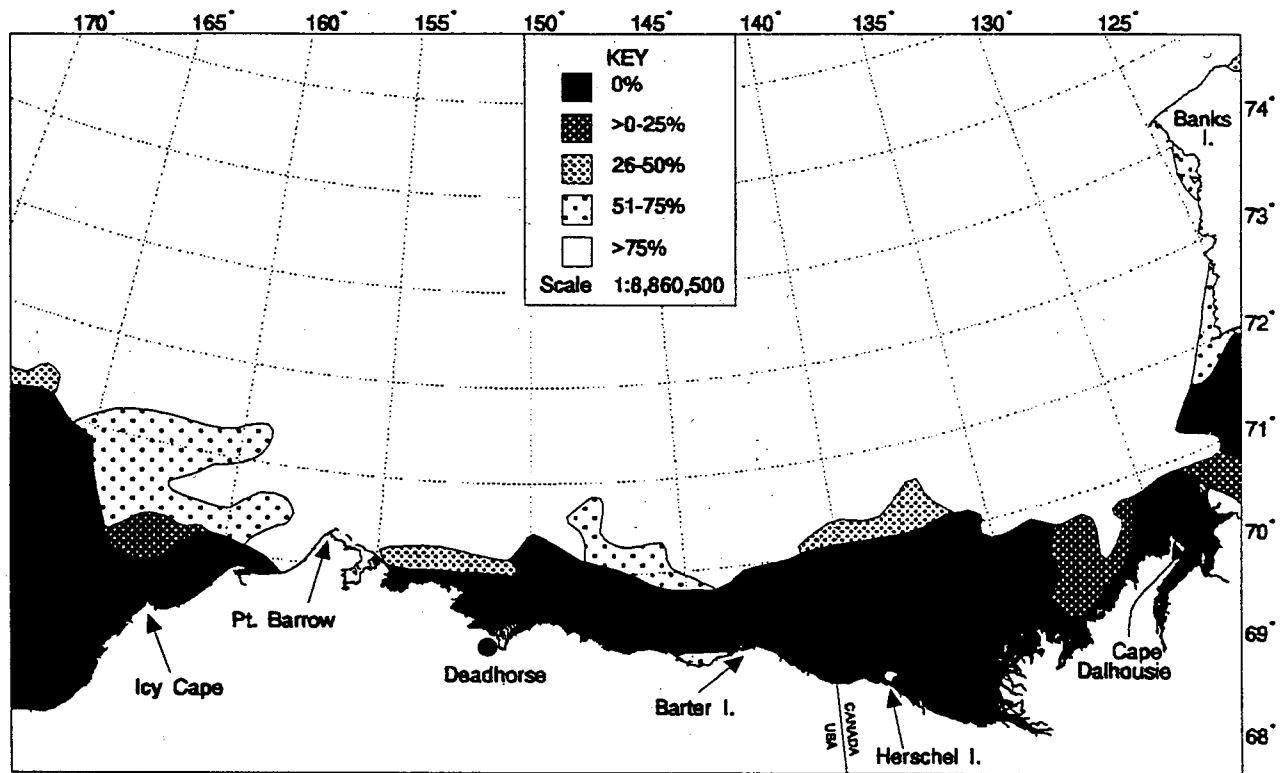 170° 165° 160° 155° 150° 145° 140° 135° 130° 125°
KEY
0%
>0-25%
26-50%
51-75%
>75%
Scale 1:8,860,500
74°
Banks
I.
73°
72°
71°
70°
69°
68°
Pt. Barrow
Icy Cape
Deadhorse
Barter I.
CANADA
USA
Herschel I.
Cape
Dalhousie